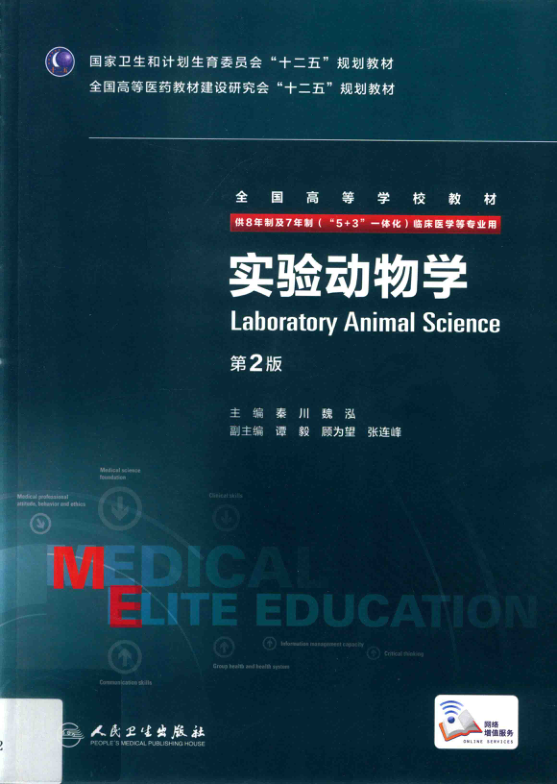 国家卫生和计划生育委员会“十二五”规划教材
全国高等医药教材建设研究会“十二五”规划教材
全国高等学校教材
供8年制及7年制(“5+3”一体化)临床医学等专业用
实验动物学
Laboratory Animal Science
第2版
主编 秦川 魏泓
副主编 谭毅 顾为望 张连峰
Medical science
foundation
Medical professional
attitude, behavior and ethics
Clinical skills
MEDICAL
ELITE EDUCATION
Information management capacity
Critical thinking
Group health and health system
Communication skills
人民卫生出版社
PEOPLE'S MEDICAL PUBLISHING HOUSE
网络
增值服务
ONLINE SERVICES
2